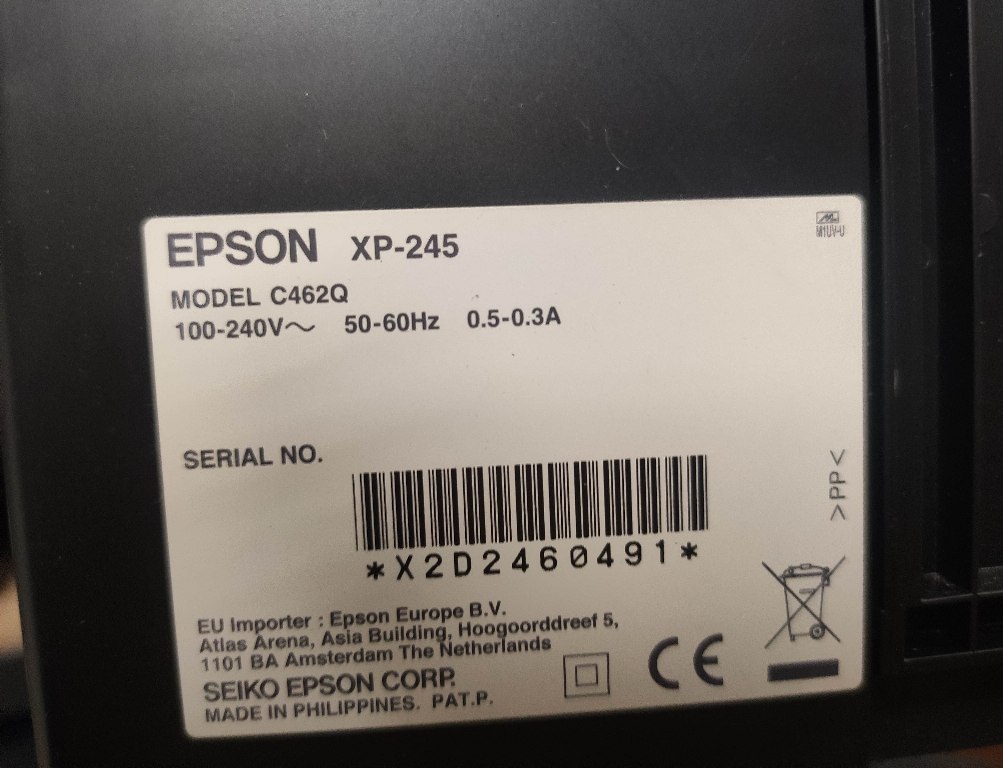 EPSON XP-245
M1UV-U
MODEL C462Q
100-240V～ 50-60Hz 0.5-0.3A
SERIAL NO.
>PP<
*X2D2460491*
EU Importer : Epson Europe B.V.
Atlas Arena, Asia Building, Hoogoorddreef 5,
1101 BA Amsterdam The Netherlands
SEIKO EPSON CORP.
MADE IN PHILIPPINES. PAT.P.
CE